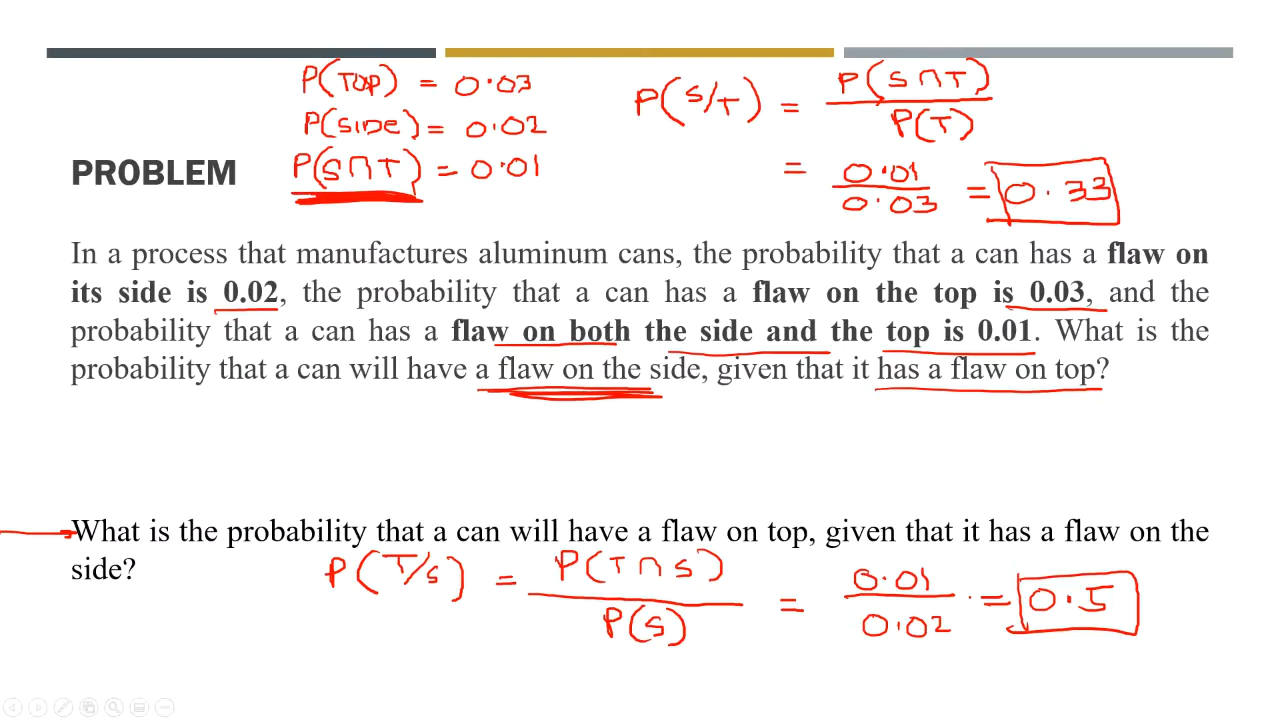 P(TOP) = 0.03
P(SIDE) = 0.02
P(S∩T) = 0.01
P(S/T) = P(S∩T)
P(T)
= 0.01
0.03
= 0.33
PROBLEM
In a process that manufactures aluminum cans, the probability that a can has a flaw on
its side is 0.02, the probability that a can has a flaw on the top is 0.03, and the
probability that a can has a flaw on both the side and the top is 0.01. What is the
probability that a can will have a flaw on the side, given that it has a flaw on top?
What is the probability that a can will have a flaw on top, given that it has a flaw on the
side?
P(T/S) = P(T∩S)
P(S)
= 0.01
0.02
= 0.5